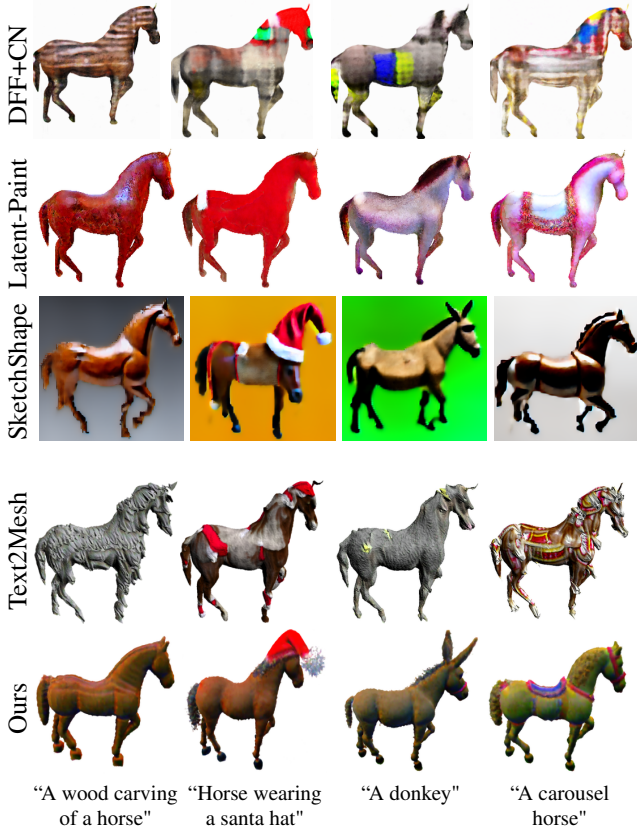 DFF+CN
Latent-Paint
SketchShape
Text2Mesh
Ours
“A wood carving
of a horse"
“Horse wearing
a santa hat"
“A donkey"
“A carousel
horse"